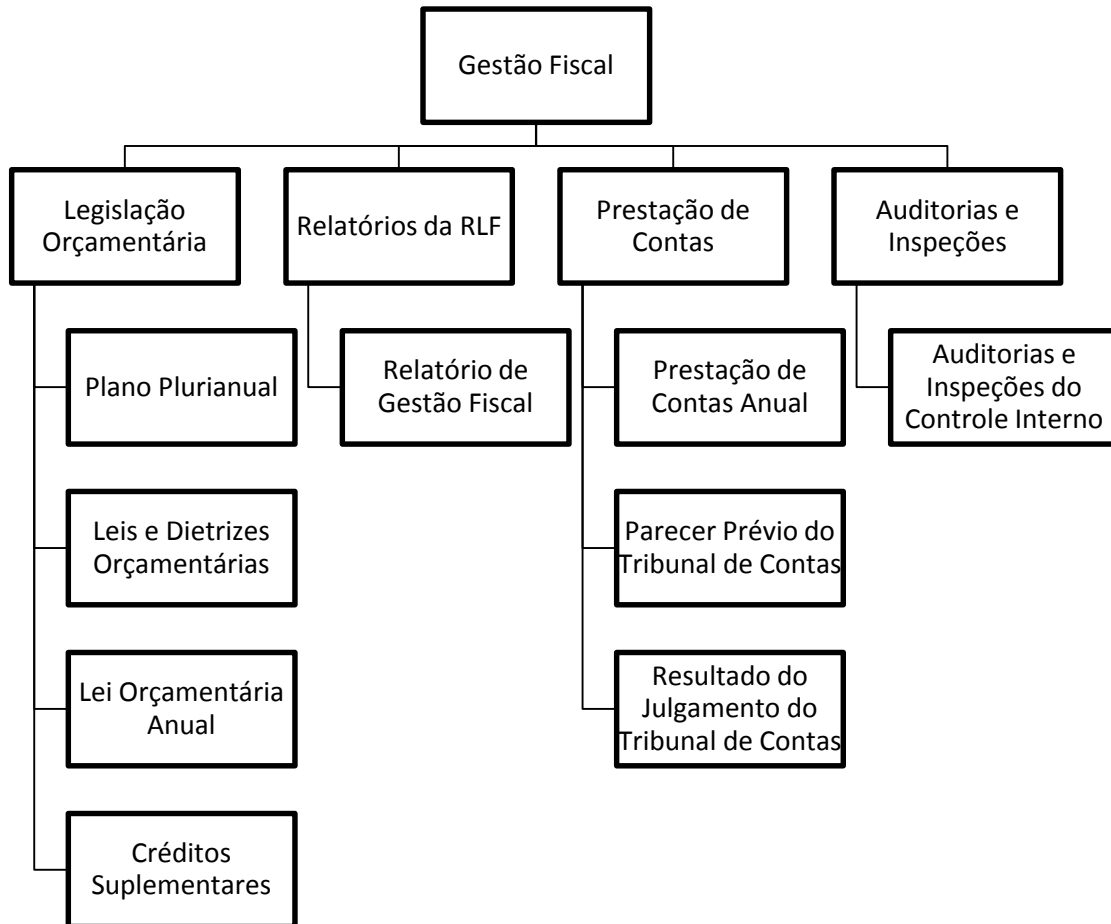 Gestão Fiscal
Legislação
Orçamentária
Relatórios da RLF
Prestação de
Contas
Auditorias e
Inspeções
Plano Plurianual
Leis e Dietrizes
Orçamentárias
Lei Orçamentária
Anual
Créditos
Suplementares
Relatório de
Gestão Fiscal
Prestação de
Contas Anual
Parecer Prévio do
Tribunal de Contas
Resultado do
Julgamento do
Tribunal de Contas
Auditorias e
Inspeções do
Controle Interno